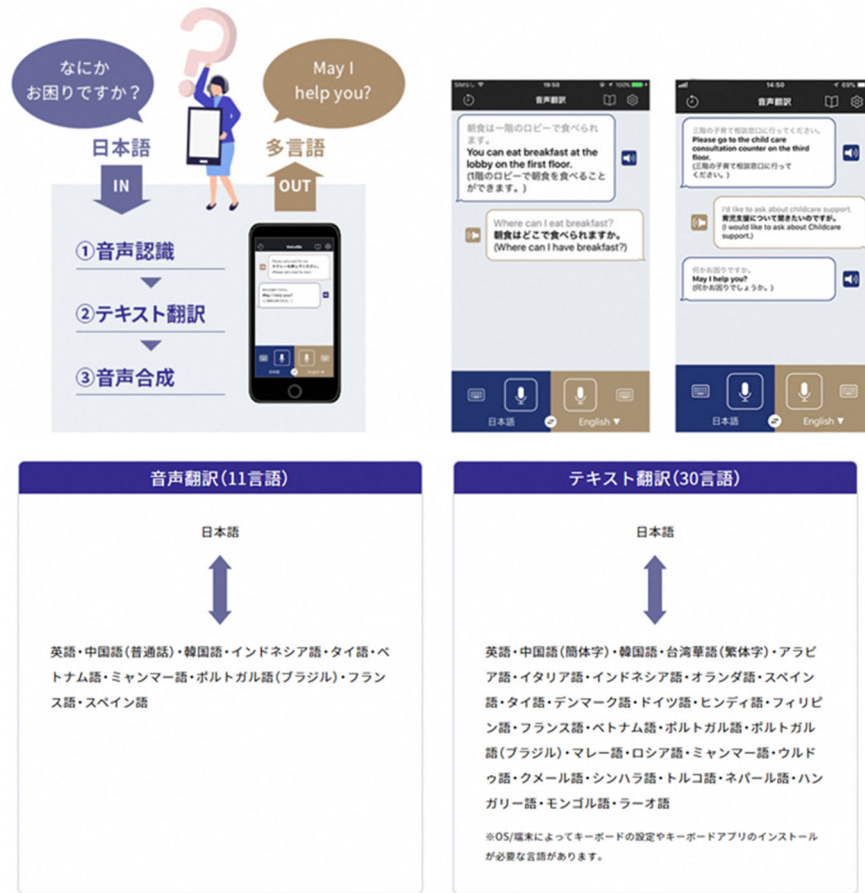 なにか
お困りですか？
May I
help you?
日本語
多言語
IN
OUT
①音声認識
②テキスト翻訳
③音声合成
19:50
100%
音声翻訳
朝食は一階のロビーで食べられ
ます。
You can eat breakfast at the
lobby on the first floor.
(1階のロビーで朝食を食べること
ができます。)
Where can I eat breakfast?
朝食はどこで食べられますか。
(Where can I have breakfast?)
日本語
English ▼
14:50
69%
音声翻訳
三階の子育て相談窓口に行ってください。
Please go to the child care
consultation counter on the third
floor.
(三階の子育て相談窓口に行って
ください。)
I'd like to ask about childcare support.
育児支援について聞きたいのですが。
(I would like to ask about Childcare
support.)
何かお困りですか。
May I help you?
(何かお困りでしょうか。)
日本語
English ▼
音声翻訳(11言語)
日本語
英語・中国語(普通話)・韓国語・インドネシア語・タイ語・ベ
トナム語・ミャンマー語・ポルトガル語(ブラジル)・フラン
ス語・スペイン語
テキスト翻訳(30言語)
日本語
英語・中国語(簡体字)・韓国語・台湾華語(繁体字)・アラビ
ア語・イタリア語・インドネシア語・オランダ語・スペイン
語・タイ語・デンマーク語・ドイツ語・ヒンディ語・フィリピ
ン語・フランス語・ベトナム語・ポルトガル語・ポルトガル
語(ブラジル)・マレー語・ロシア語・ミャンマー語・ウルド
ゥ語・クメール語・シンハラ語・トルコ語・ネパール語・ハン
ガリー語・モンゴル語・ラーオ語
※OS/端末によってキーボードの設定やキーボードアプリのインストール
が必要な言語があります。